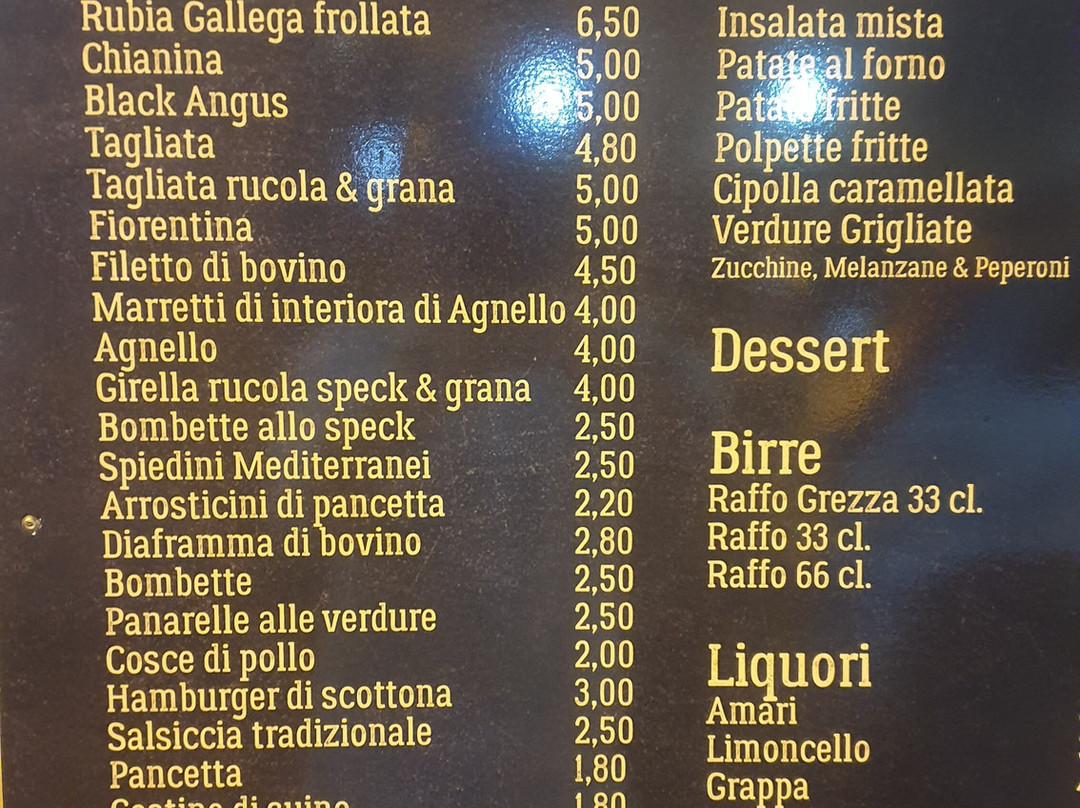 Rubia Gallega frollata 6,50
Chianina 5,00
Black Angus 5,00
Tagliata 4,80
Tagliata rucola & grana 5,00
Fiorentina 5,00
Filetto di bovino 4,50
Marretti di interiora di Agnello 4,00
Agnello 4,00
Girella rucola speck & grana 4,00
Bombette allo speck 2,50
Spiedini Mediterranei 2,50
Arrosticini di pancetta 2,20
Diaframma di bovino 2,80
Bombette 2,50
Panarelle alle verdure 2,50
Cosce di pollo 2,00
Hamburger di scottona 3,00
Salsiccia tradizionale 2,50
Pancetta 1,80
di suino 1,80
Insalata mista
Patate al forno
Patate fritte
Polpette fritte
Cipolla caramellata
Verdure Grigliate
Zucchine, Melanzane & Peperoni
Dessert
Birre
Raffo Grezza 33 cl.
Raffo 33 cl.
Raffo 66 cl.
Liquori
Amari
Limoncello
Grappa